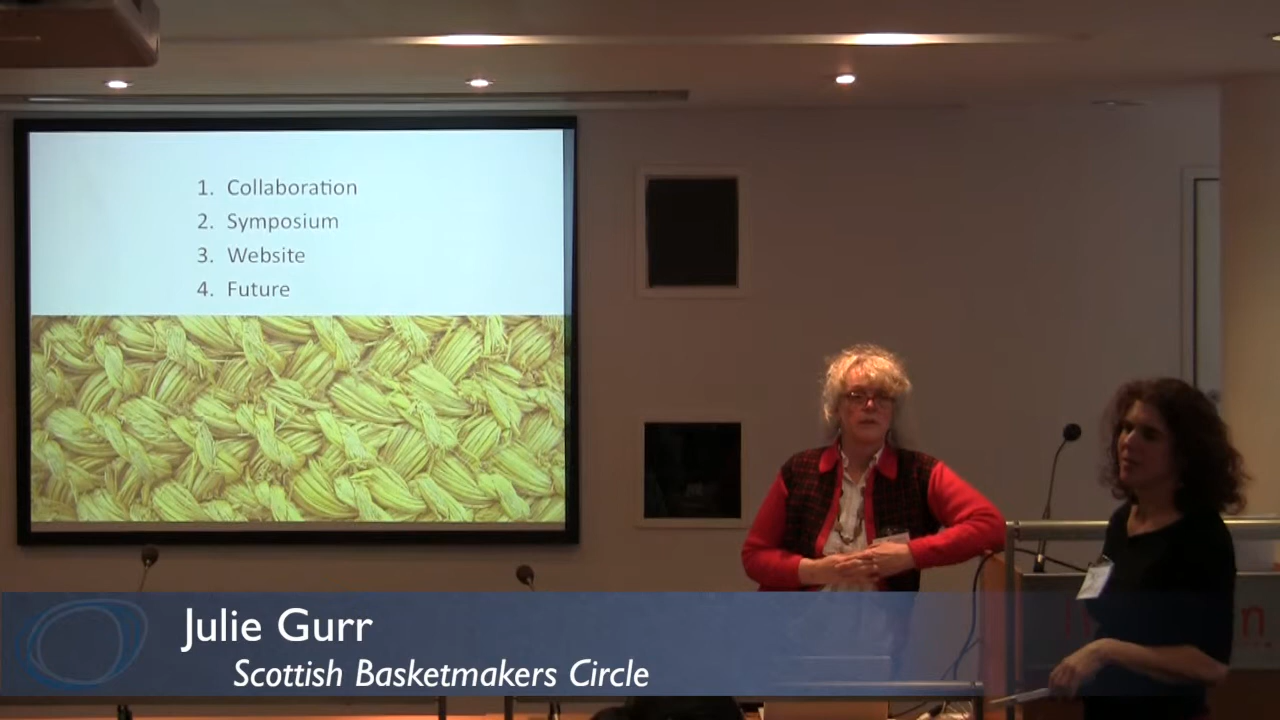 1. Collaboration
2. Symposium
3. Website
4. Future
Julie Gurr
Scottish Basketmakers Circle